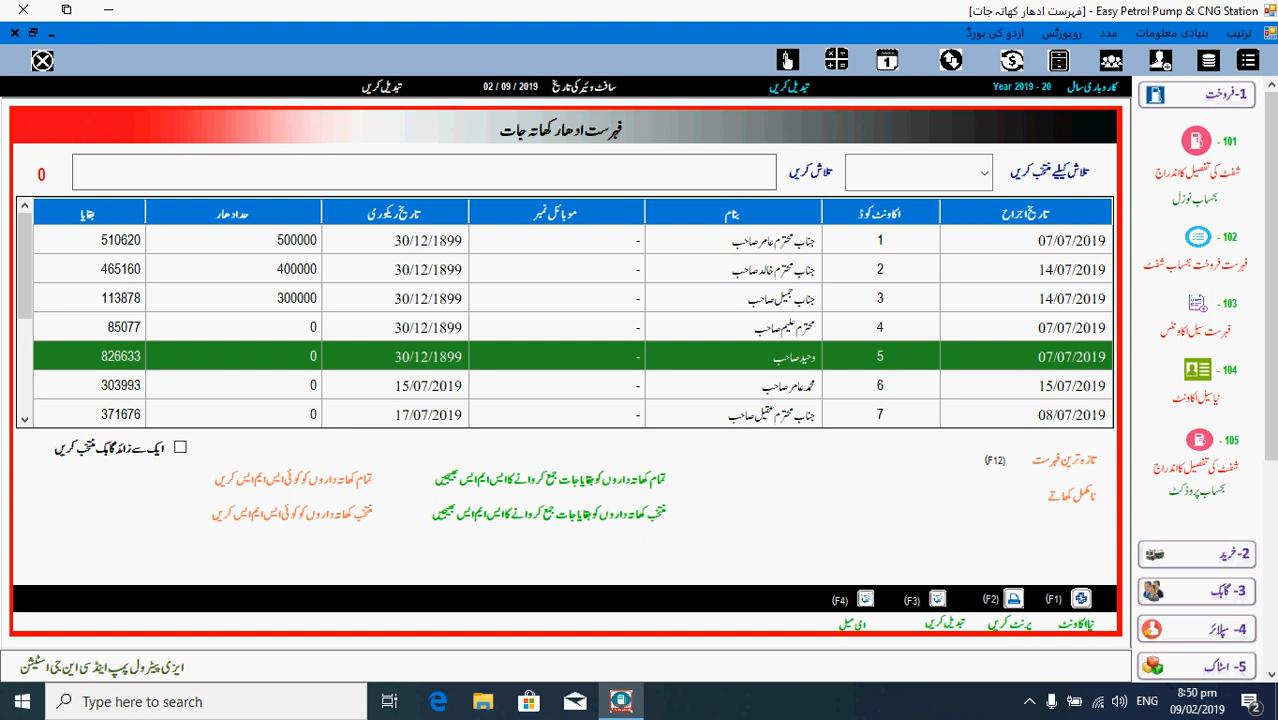 Easy Petrol Pump & CNG Station - [فہرست ادھار کھاتہ جات]
ترتیب بنیادی معلومات مدد رپورٹس اردو کی بورڈ
کاروباری سال Year 2019 - 20 تبدیل کریں سافٹ وئیر کی تاریخ 02 / 09 / 2019 تبدیل کریں
فہرست ادھار کھاتہ جات
تلاش کیلئے منتخب کریں تلاش کریں 0
تاریخ اجراح اکاونٹ کوڈ بنام موبائل نمبر تاریخ ریکوری حد ادھار بقایا
07/07/2019 1 جناب محترم عامر صاحب - 30/12/1899 500000 510620
14/07/2019 2 جناب محترم خالد صاحب - 30/12/1899 400000 465160
14/07/2019 3 جناب جمیل صاحب - 30/12/1899 300000 113878
07/07/2019 4 محترم علیم صاحب - 30/12/1899 0 85077
07/07/2019 5 وحید صاحب - 30/12/1899 0 826633
15/07/2019 6 محمد عامر صاحب - 15/07/2019 0 303993
08/07/2019 7 جناب محترم عقیل صاحب - 17/07/2019 0 371676
ایک سے زائد گاہک منتخب کریں
تازہ ترین فہرست (F12)
نامکمل کھاتے
تمام کھاتہ داروں کو بقایا جات جمع کروانے کا ایس ایم ایس بھیجیں
تمام کھاتہ داروں کو کوئی ایس ایم ایس کریں
منتخب کھاتہ داروں کو بقایا جات جمع کروانے کا ایس ایم ایس بھیجیں
منتخب کھاتہ داروں کو کوئی ایس ایم ایس کریں
(F1) (F2) (F3) (F4)
نیا اکاونٹ پرنٹ کریں تبدیل کریں ای میل
1- فروخت
101 -
شفٹ کی تفصیل کا اندراج
بحساب نوزل
102 -
فہرست فروخت بحساب شفٹ
103 -
فہرست سیل اکاونٹس
104 -
نیا سیل اکاونٹ
105 -
شفٹ کی تفصیل کا اندراج
بحساب پروڈکٹ
2- خرید
3- گاہک
4- سپلائر
5- اسٹاک
ایزی پیٹرول پمپ اینڈ سی این جی اسٹیشن
Type here to search
ENG
8:50 pm
09/02/2019
2